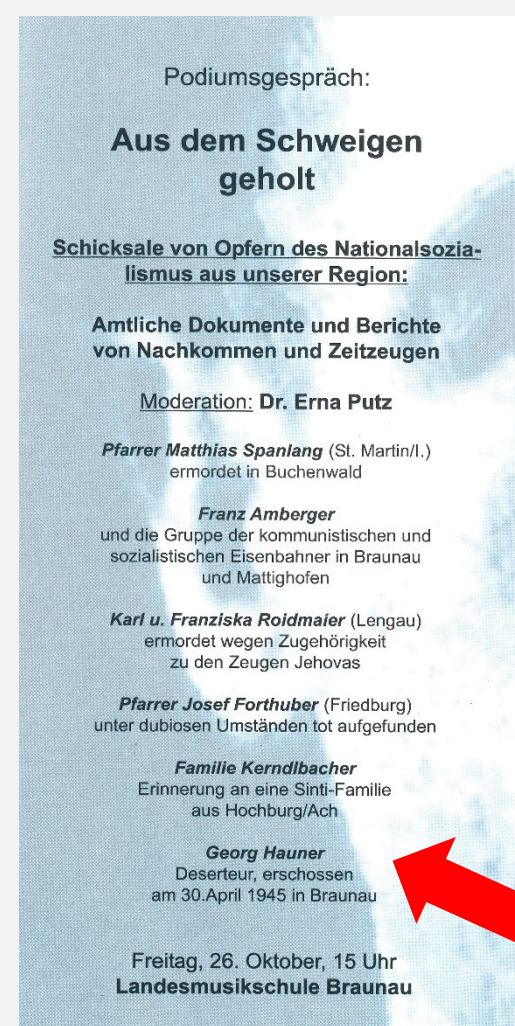 Podiumsgespräch:
Aus dem Schweigen
geholt
Schicksale von Opfern des Nationalsozia-
lismus aus unserer Region:
Amtliche Dokumente und Berichte
von Nachkommen und Zeitzeugen
Moderation: Dr. Erna Putz
Pfarrer Matthias Spanlang (St. Martin/I.)
ermordet in Buchenwald
Franz Amberger
und die Gruppe der kommunistischen und
sozialistischen Eisenbahner in Braunau
und Mattighofen
Karl u. Franziska Roidmaier (Lengau)
ermordet wegen Zugehörigkeit
zu den Zeugen Jehovas
Pfarrer Josef Forthuber (Friedburg)
unter dubiosen Umständen tot aufgefunden
Familie Kerndlbacher
Erinnerung an eine Sinti-Familie
aus Hochburg/Ach
Georg Hauner
Deserteur, erschossen
am 30.April 1945 in Braunau
Freitag, 26. Oktober, 15 Uhr
Landesmusikschule Braunau